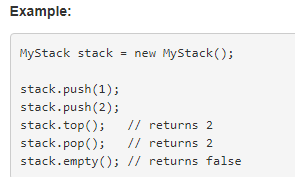 Example:
MyStack stack = new MyStack();
stack.push(1);
stack.push(2);
stack.top();   // returns 2
stack.pop();   // returns 2
stack.empty(); // returns false